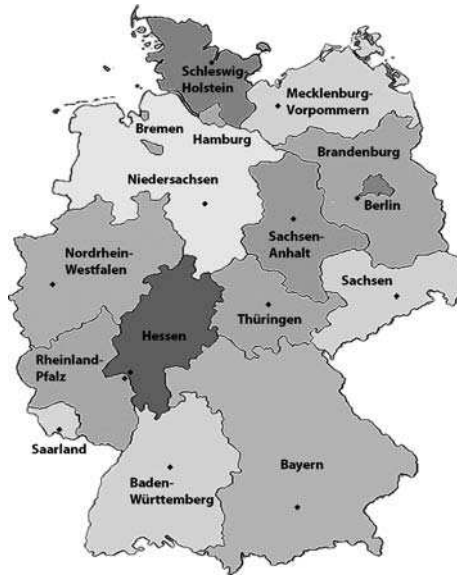 Schleswig-
Holstein
Mecklenburg-
Vorpommern
Bremen
Hamburg
Brandenburg
Niedersachsen
Berlin
Nordrhein-
Westfalen
Sachsen-
Anhalt
Sachsen
Thüringen
Hessen
Rheinland-
Pfalz
Saarland
Baden-
Württemberg
Bayern